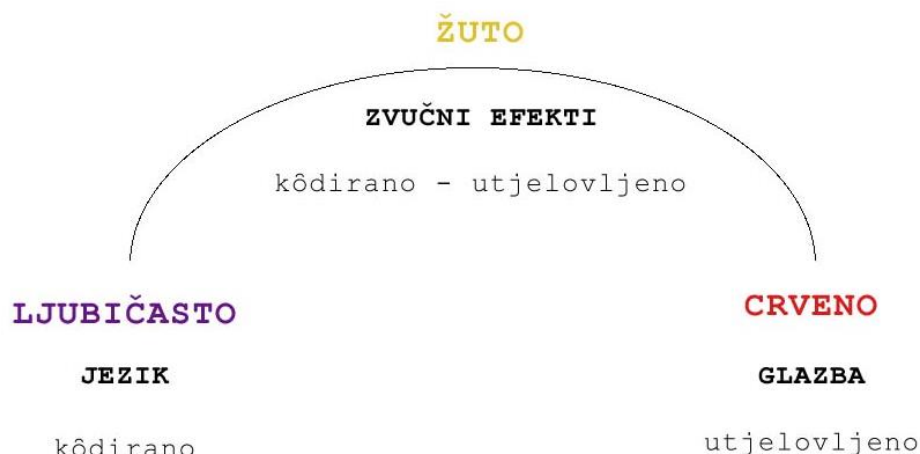 ŽUTO
ZVUČNI EFEKTI
kôdirano - utjelovljeno
LJUBIČASTO
CRVENO
JEZIK
GLAZBA
kôdirano
utjelovljeno